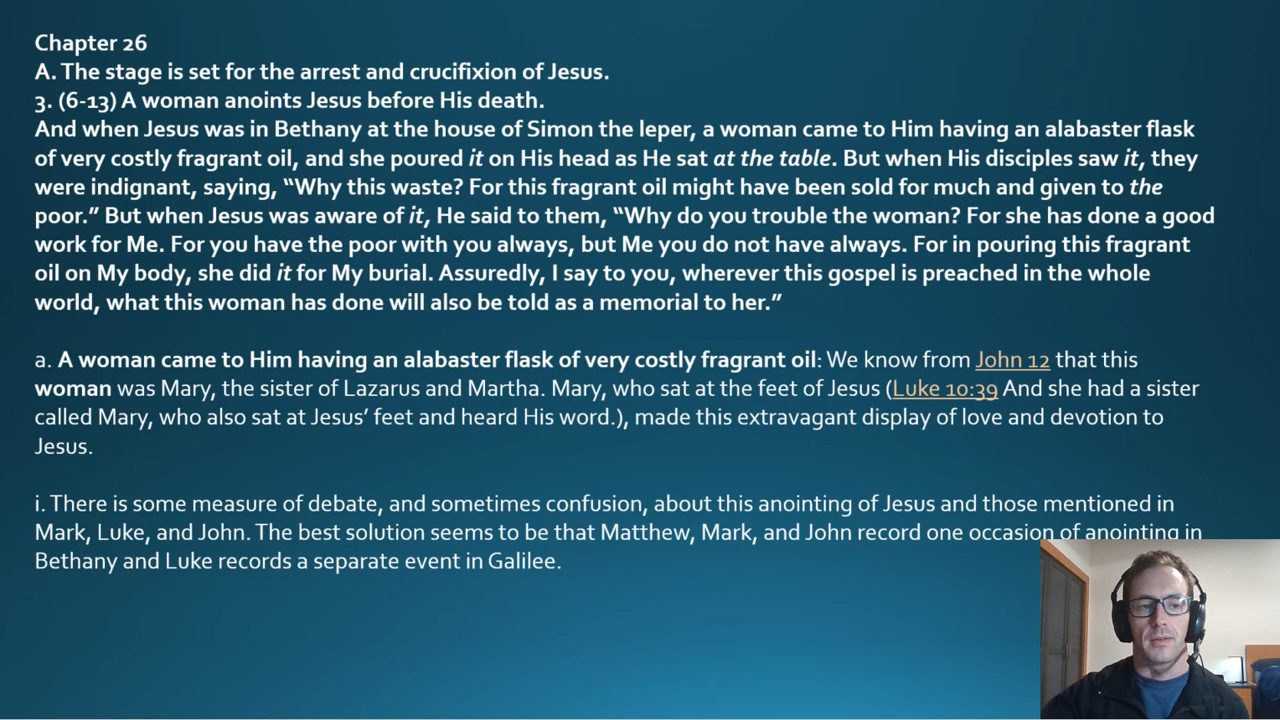 Chapter 26
A. The stage is set for the arrest and crucifixion of Jesus.
3. (6-13) A woman anoints Jesus before His death.
And when Jesus was in Bethany at the house of Simon the leper, a woman came to Him having an alabaster flask
of very costly fragrant oil, and she poured it on His head as He sat at the table. But when His disciples saw it, they
were indignant, saying, “Why this waste? For this fragrant oil might have been sold for much and given to the
poor.” But when Jesus was aware of it, He said to them, “Why do you trouble the woman? For she has done a good
work for Me. For you have the poor with you always, but Me you do not have always. For in pouring this fragrant
oil on My body, she did it for My burial. Assuredly, I say to you, wherever this gospel is preached in the whole
world, what this woman has done will also be told as a memorial to her.”
a. A woman came to Him having an alabaster flask of very costly fragrant oil: We know from John 12 that this
woman was Mary, the sister of Lazarus and Martha. Mary, who sat at the feet of Jesus (Luke 10:39 And she had a sister
called Mary, who also sat at Jesus’ feet and heard His word.), made this extravagant display of love and devotion to
Jesus.
i. There is some measure of debate, and sometimes confusion, about this anointing of Jesus and those mentioned in
Mark, Luke, and John. The best solution seems to be that Matthew, Mark, and John record one occasion of anointing in
Bethany and Luke records a separate event in Galilee.